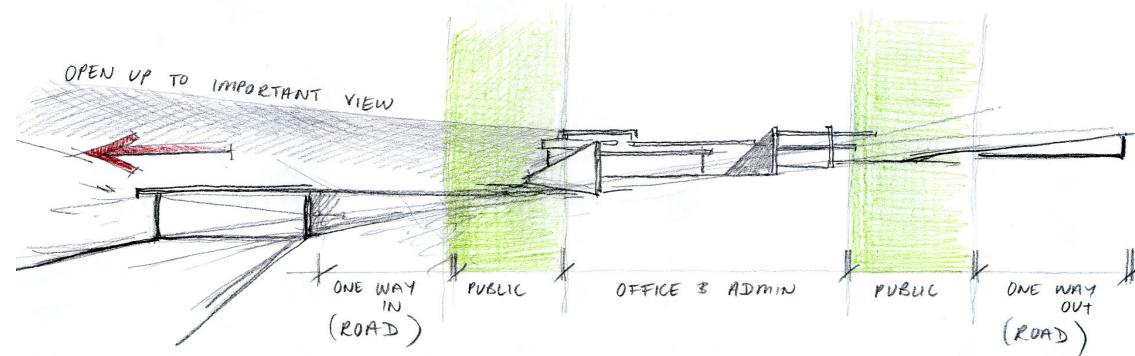 OPEN UP TO IMPORTANT VIEW
ONE WAY
IN
(ROAD)
PUBLIC
OFFICE & ADMIN
PUBLIC
ONE WAY
OUT
(ROAD)